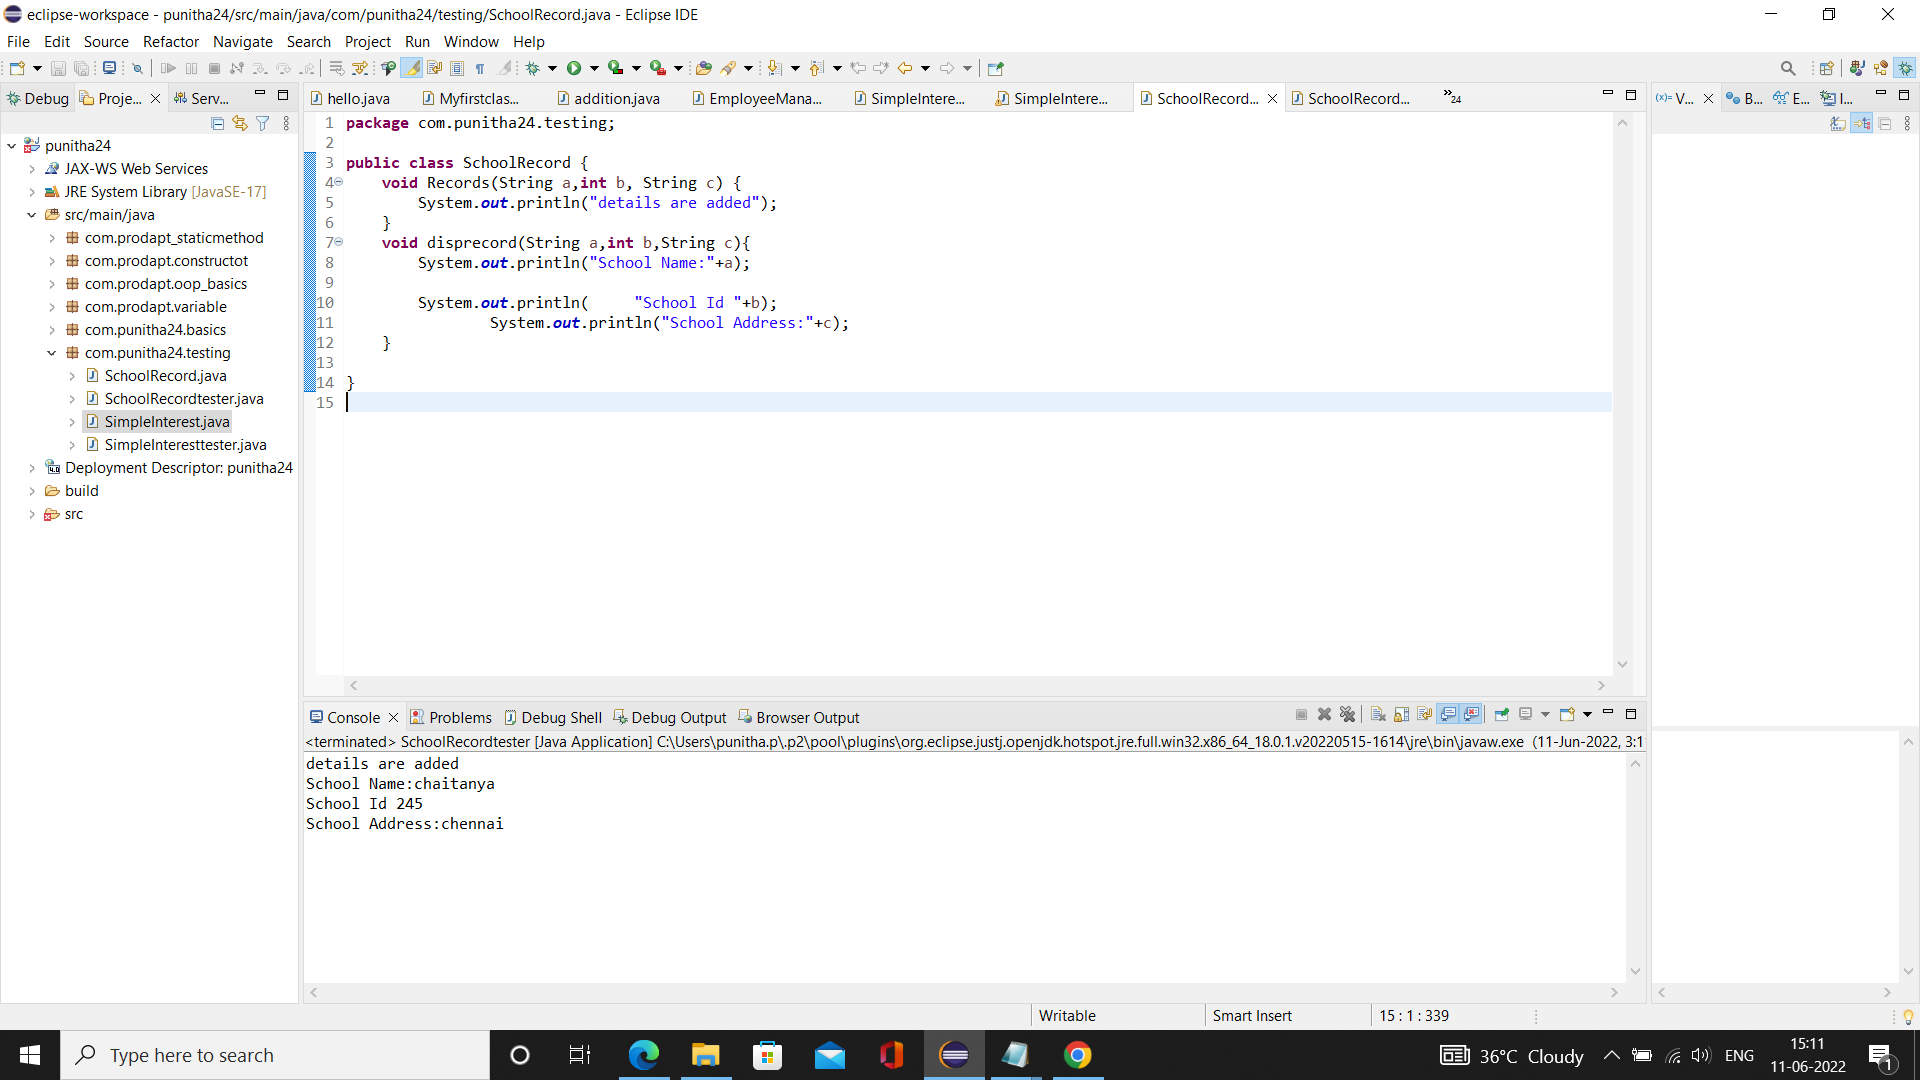 eclipse-workspace - punitha24/src/main/java/com/punitha24/testing/SchoolRecord.java - Eclipse IDE
File Edit Source Refactor Navigate Search Project Run Window Help
Debug Proje... Serv...
hello.java Myfirstclas... addition.java EmployeeMana... SimpleIntere... SimpleIntere... SchoolRecord... SchoolRecord... »24
(x)= V... B... E... I...
punitha24
JAX-WS Web Services
JRE System Library [JavaSE-17]
src/main/java
com.prodapt_staticmethod
com.prodapt.constructot
com.prodapt.oop_basics
com.prodapt.variable
com.punitha24.basics
com.punitha24.testing
SchoolRecord.java
SchoolRecordtester.java
SimpleInterest.java
SimpleInteresttester.java
Deployment Descriptor: punitha24
build
src
1 package com.punitha24.testing;
2
3 public class SchoolRecord {
4 void Records(String a,int b, String c) {
5 System.out.println("details are added");
6 }
7 void disprecord(String a,int b,String c){
8 System.out.println("School Name:"+a);
9
10 System.out.println(     "School Id "+b);
11 System.out.println("School Address:"+c);
12 }
13
14 }
15
Console Problems Debug Shell Debug Output Browser Output
<terminated> SchoolRecordtester [Java Application] C:\Users\punitha.p\.p2\pool\plugins\org.eclipse.justj.openjdk.hotspot.jre.full.win32.x86_64_18.0.1.v20220515-1614\jre\bin\javaw.exe (11-Jun-2022, 3:1
details are added
School Name:chaitanya
School Id 245
School Address:chennai
Writable Smart Insert 15 : 1 : 339
Type here to search
36°C Cloudy ENG 15:11
11-06-2022
1